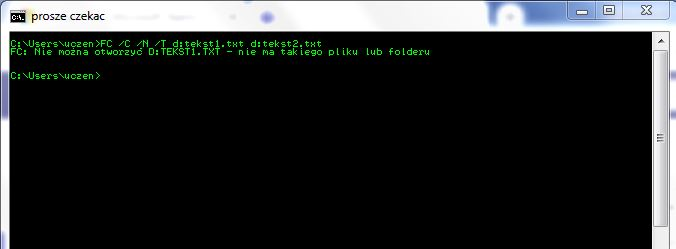 prosze czekac
C:\Users\uczen>FC /C /N /T d:tekst1.txt d:tekst2.txt
FC: Nie można otworzyć D:TEKST1.TXT - nie ma takiego pliku lub folderu
C:\Users\uczen>